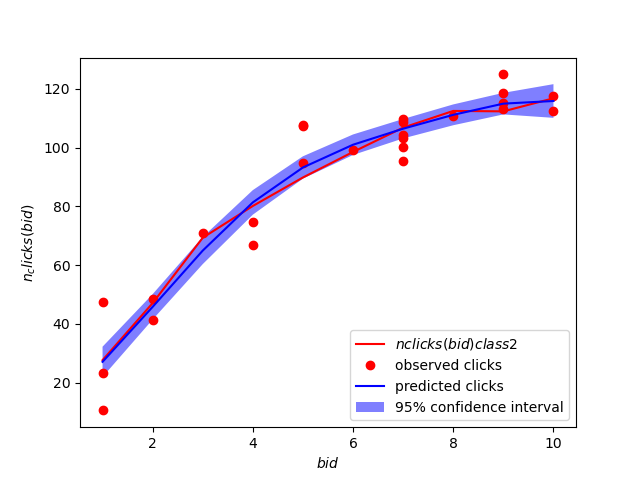 120
100
80
60
40
20
n_clicks(bid)
2
4
6
8
10
bid
nclicks(bid)class2
observed clicks
predicted clicks
95% confidence interval